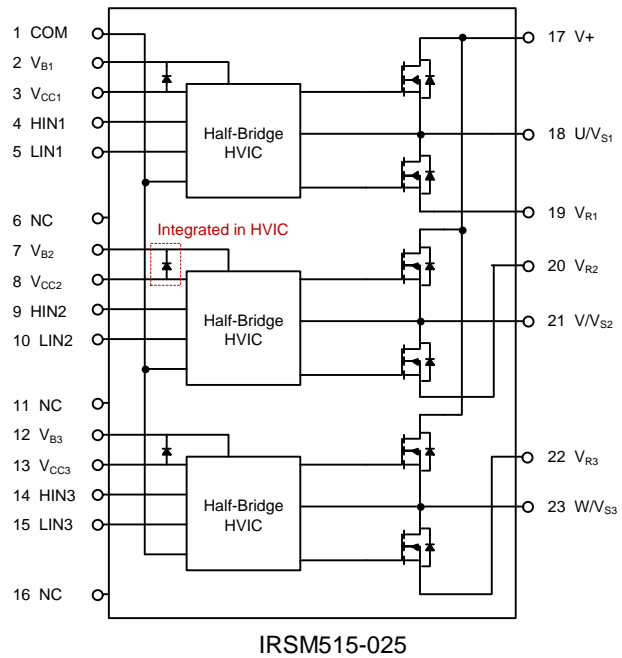 1 COM
2 VB1
3 VCC1
4 HIN1
5 LIN1
6 NC
7 VB2
8 VCC2
9 HIN2
10 LIN2
11 NC
12 VB3
13 VCC3
14 HIN3
15 LIN3
16 NC
Half-Bridge
HVIC
Integrated in HVIC
Half-Bridge
HVIC
Half-Bridge
HVIC
17 V+
18 U/VS1
19 VR1
20 VR2
21 V/VS2
22 VR3
23 W/VS3
IRSM515-025